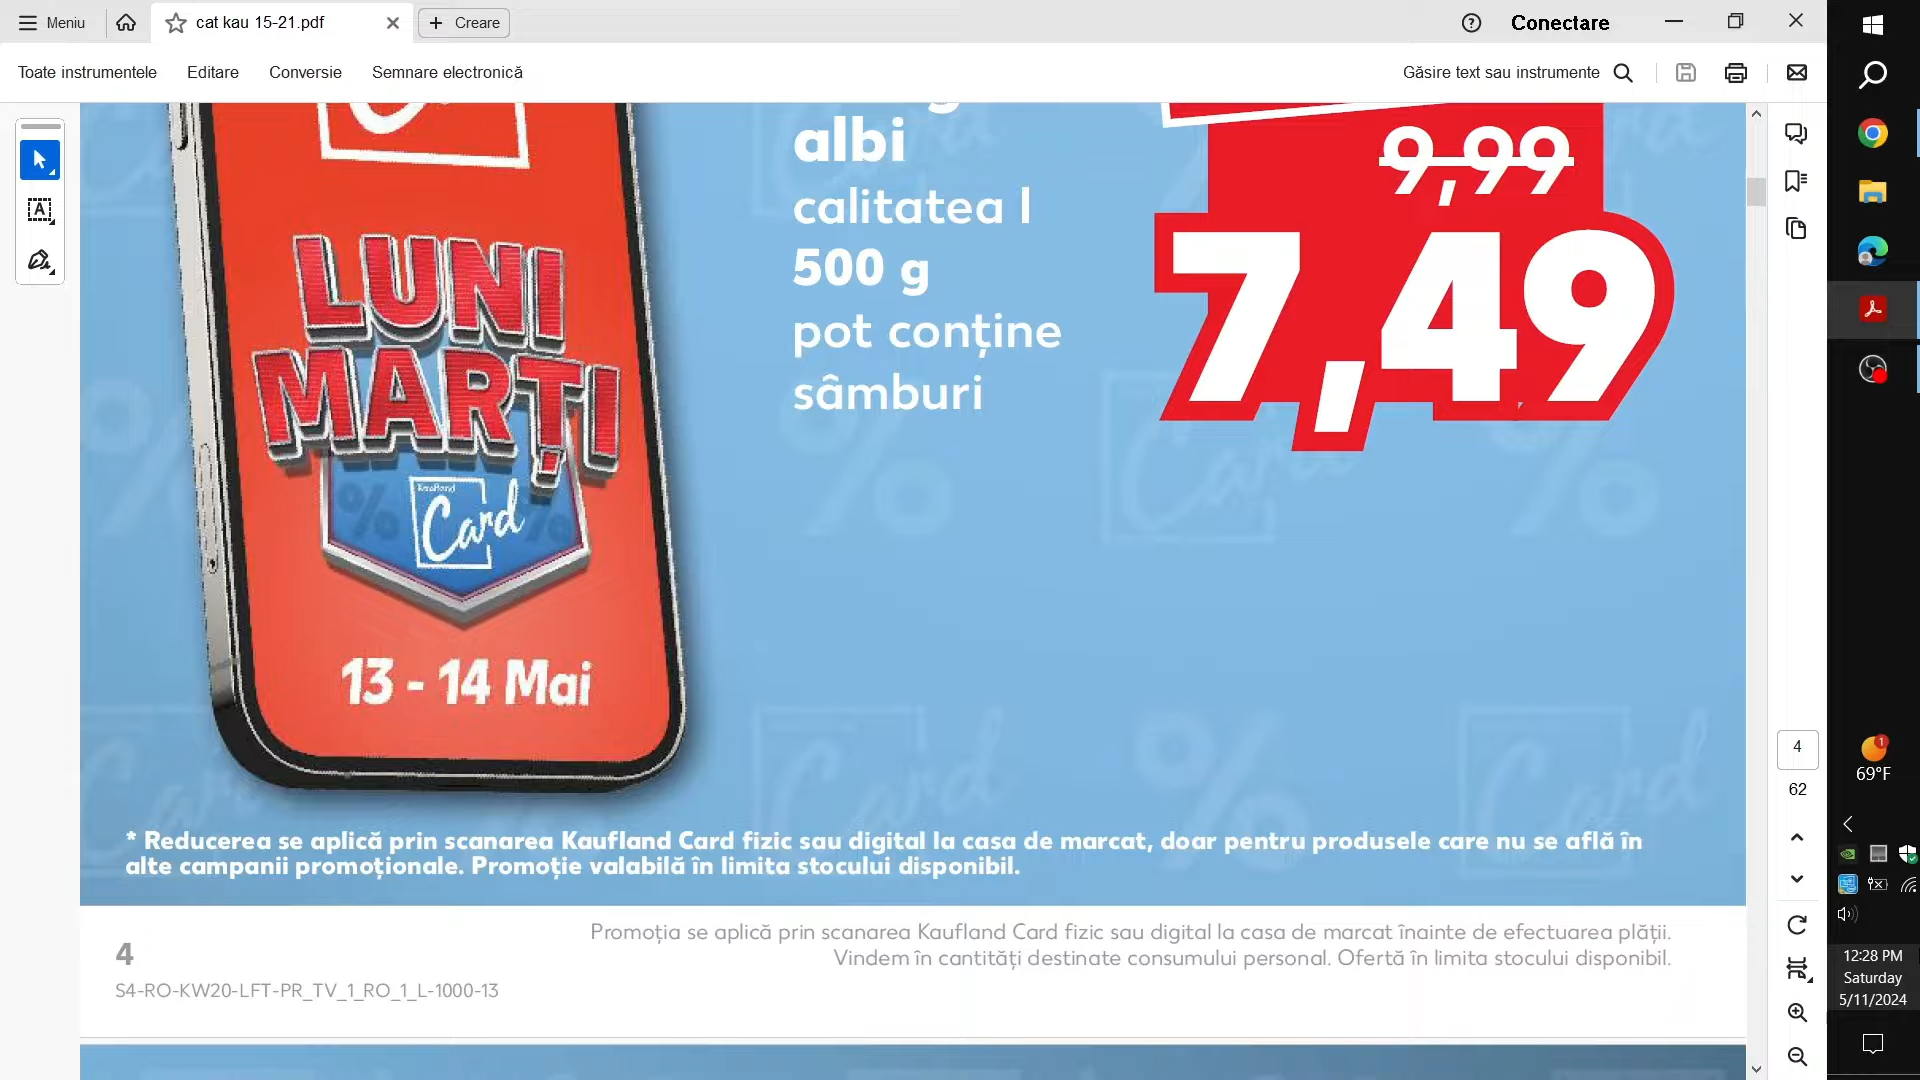 Meniu
cat kau 15-21.pdf
Creare
Conectare
Toate instrumentele
Editare
Conversie
Semnare electronică
Găsire text sau instrumente
albi
calitatea I
500 g
pot conține
sâmburi
9,99
7,49
LUNI
MARȚI
Kaufland
Card
13 - 14 Mai
* Reducerea se aplică prin scanarea Kaufland Card fizic sau digital la casa de marcat, doar pentru produsele care nu se află în
alte campanii promoționale. Promoție valabilă în limita stocului disponibil.
Promoția se aplică prin scanarea Kaufland Card fizic sau digital la casa de marcat înainte de efectuarea plății.
Vindem în cantități destinate consumului personal. Ofertă în limita stocului disponibil.
4
S4-RO-KW20-LFT-PR_TV_1_RO_1_L-1000-13
4
62
1
69°F
12:28 PM
Saturday
5/11/2024